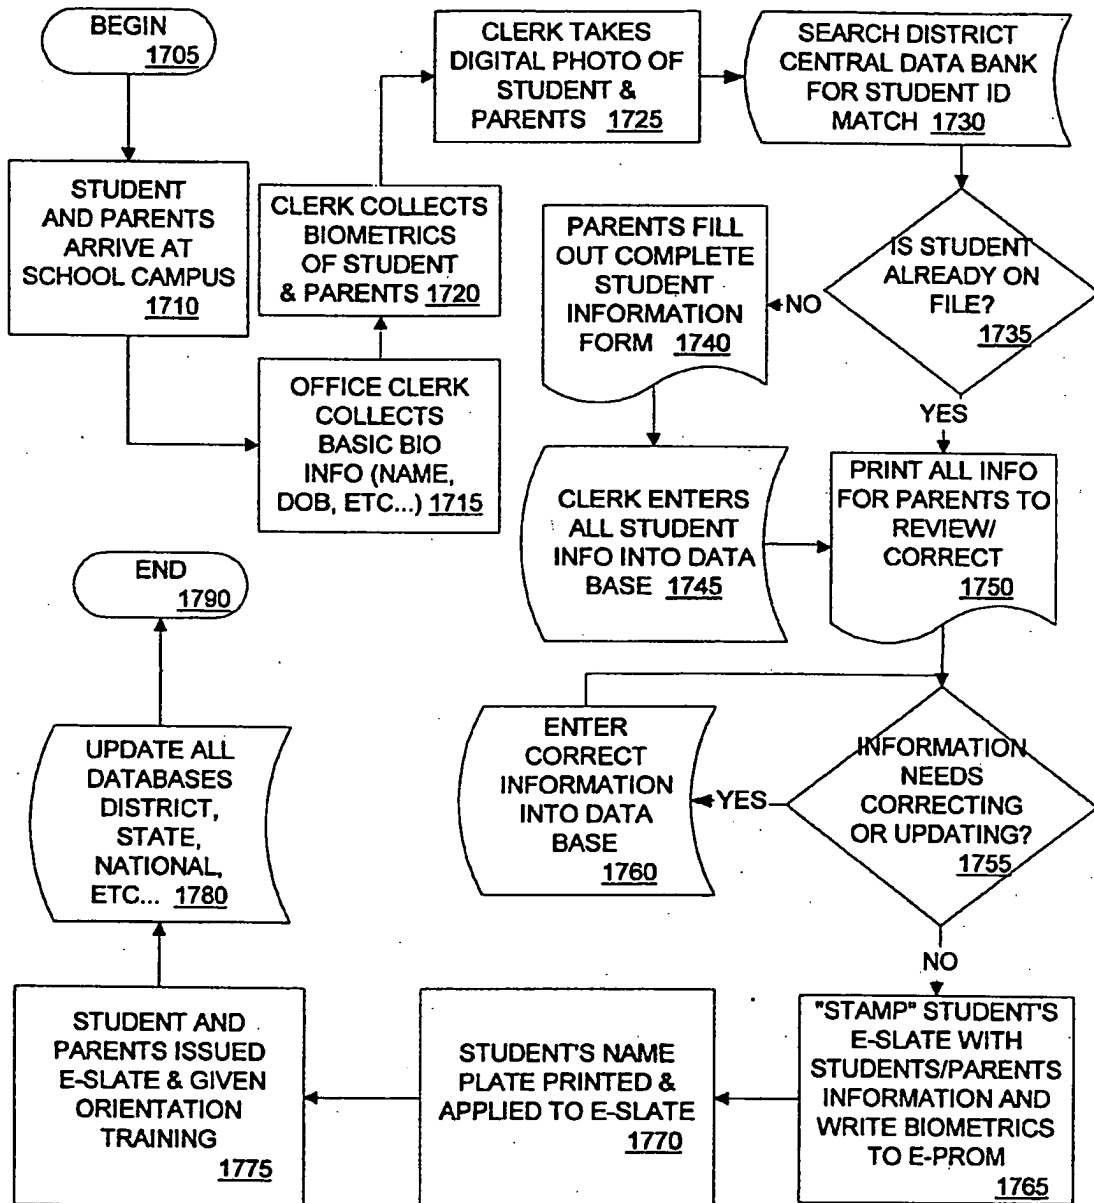 BEGIN
1705
STUDENT
AND PARENTS
ARRIVE AT
SCHOOL CAMPUS
1710
OFFICE CLERK
COLLECTS
BASIC BIO
INFO (NAME,
DOB, ETC...) 1715
CLERK COLLECTS
BIOMETRICS
OF STUDENT
& PARENTS 1720
CLERK TAKES
DIGITAL PHOTO OF
STUDENT &
PARENTS 1725
SEARCH DISTRICT
CENTRAL DATA BANK
FOR STUDENT ID
MATCH 1730
IS STUDENT
ALREADY ON
FILE?
1735
NO
PARENTS FILL
OUT COMPLETE
STUDENT
INFORMATION
FORM 1740
CLERK ENTERS
ALL STUDENT
INFO INTO DATA
BASE 1745
YES
PRINT ALL INFO
FOR PARENTS TO
REVIEW/
CORRECT
1750
INFORMATION
NEEDS
CORRECTING
OR UPDATING?
1755
YES
ENTER
CORRECT
INFORMATION
INTO DATA
BASE
1760
NO
"STAMP" STUDENT'S
E-SLATE WITH
STUDENTS/PARENTS
INFORMATION AND
WRITE BIOMETRICS
TO E-PROM
1765
STUDENT'S NAME
PLATE PRINTED &
APPLIED TO E-SLATE
1770
STUDENT AND
PARENTS ISSUED
E-SLATE & GIVEN
ORIENTATION
TRAINING
1775
UPDATE ALL
DATABASES
DISTRICT,
STATE,
NATIONAL,
ETC... 1780
END
1790